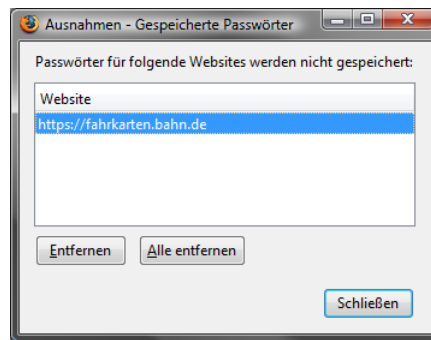 Ausnahmen - Gespeicherte Passwörter
Passwörter für folgende Websites werden nicht gespeichert:
Website
https://fahrkarten.bahn.de
Entfernen
Alle entfernen
Schließen